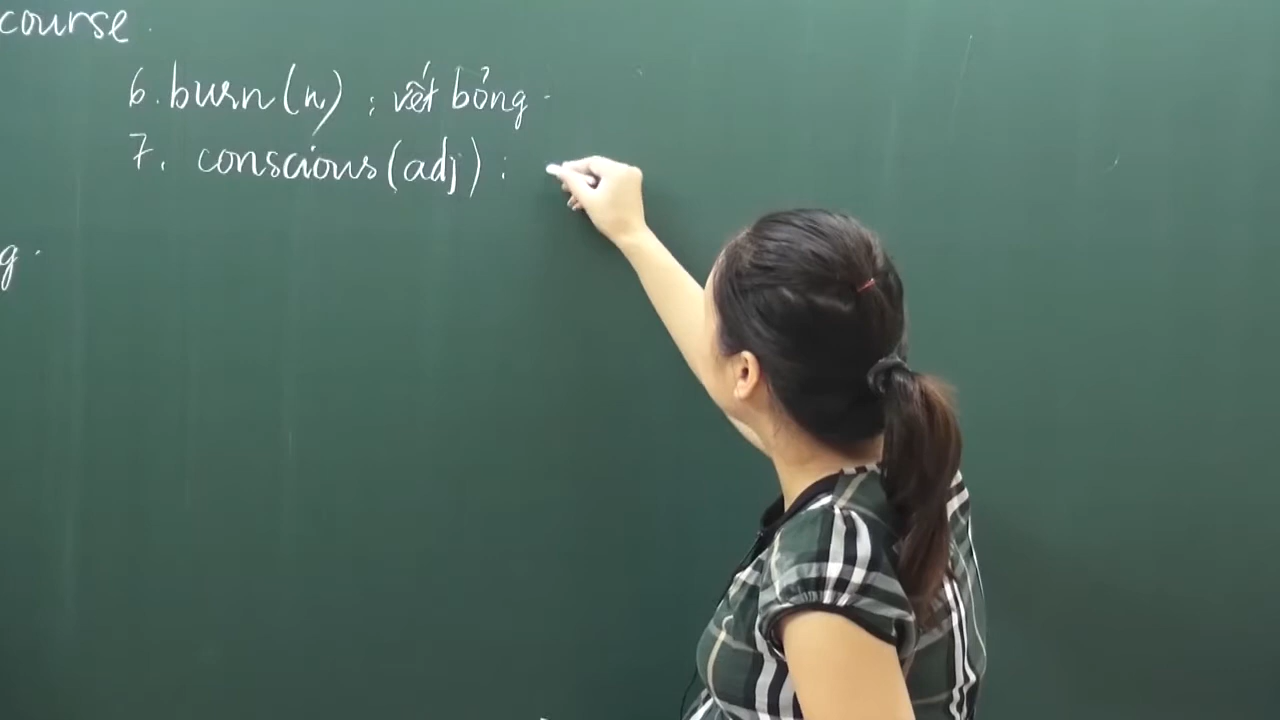 course.
6. burn (n) : vết bỏng.
7. conscious (adj) :
g.